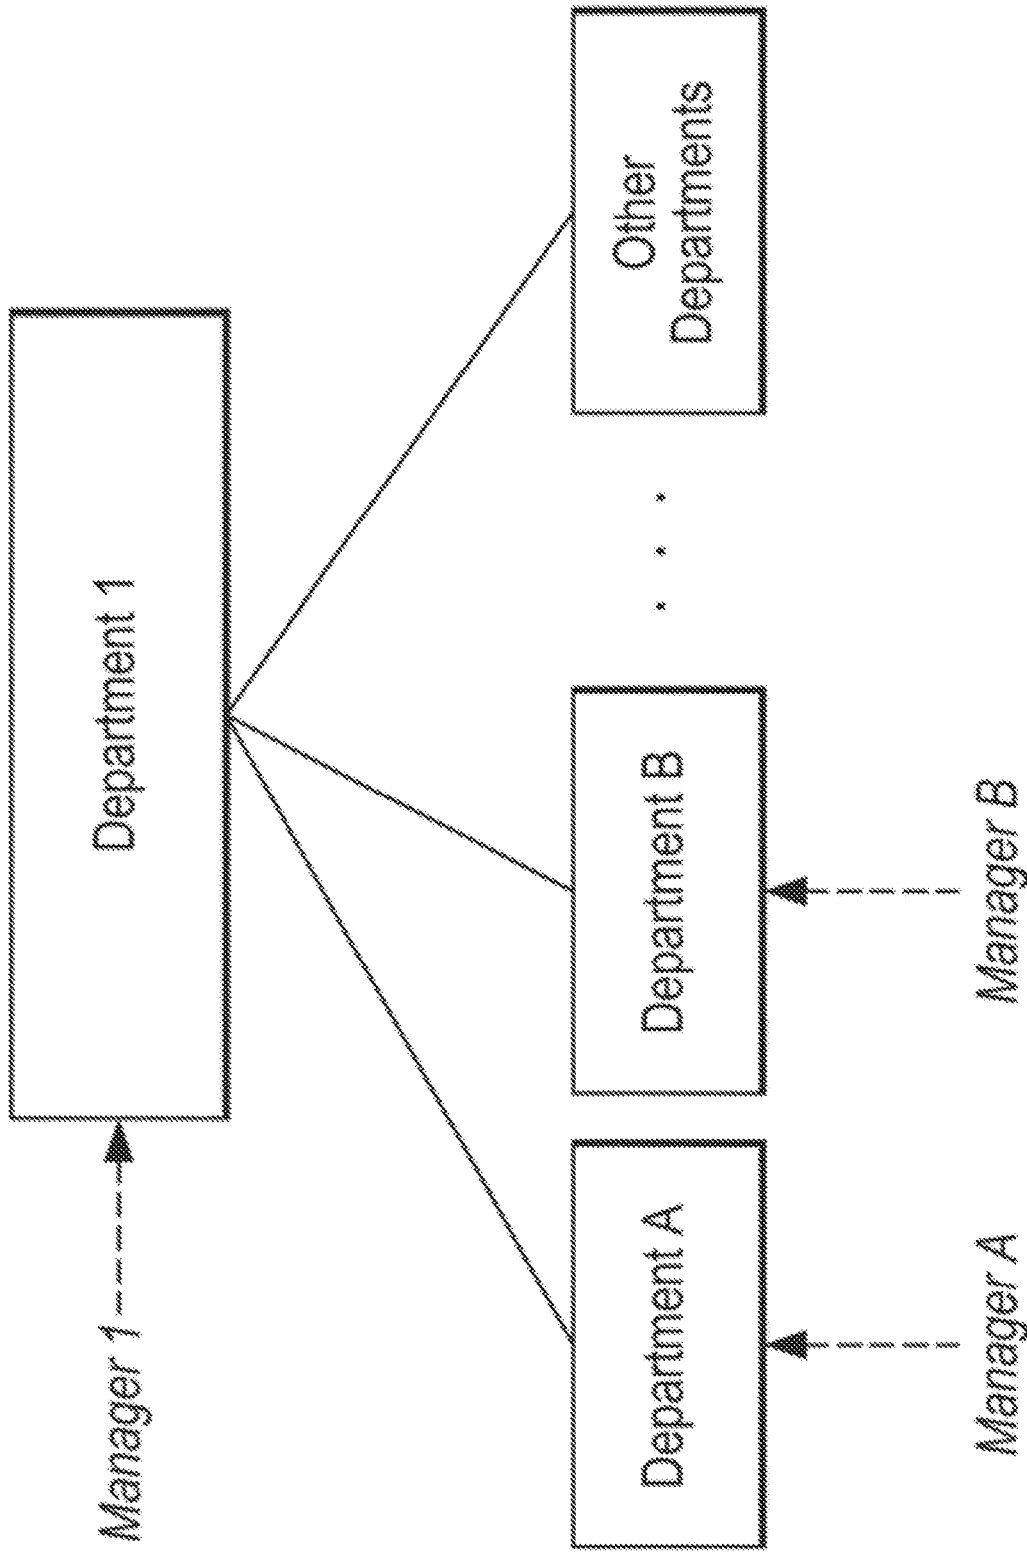 Manager 1
Department 1
Department A
Department B
. . .
Other
Departments
Manager A
Manager B